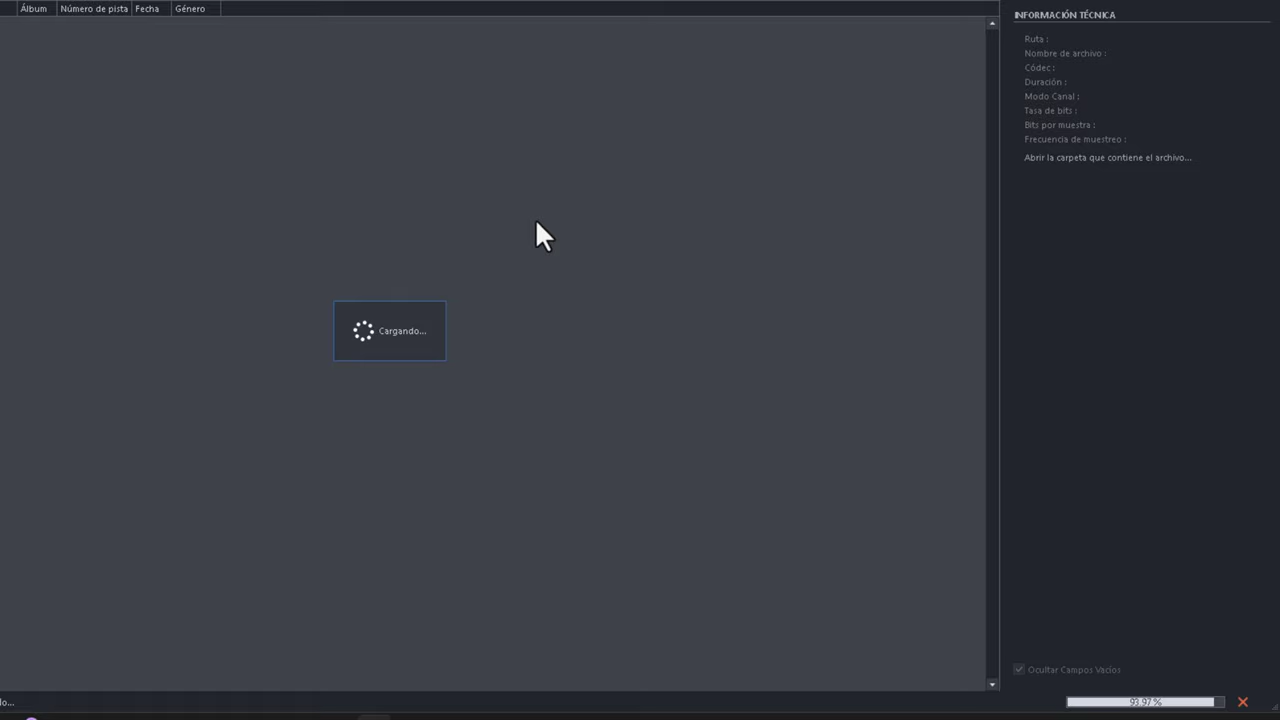 Álbum Número de pista Fecha Género
INFORMACIÓN TÉCNICA
Ruta :
Nombre de archivo :
Códec :
Duración :
Modo Canal :
Tasa de bits :
Bits por muestra :
Frecuencia de muestreo :
Abrir la carpeta que contiene el archivo...
Cargando...
Ocultar Campos Vacíos
93.97%